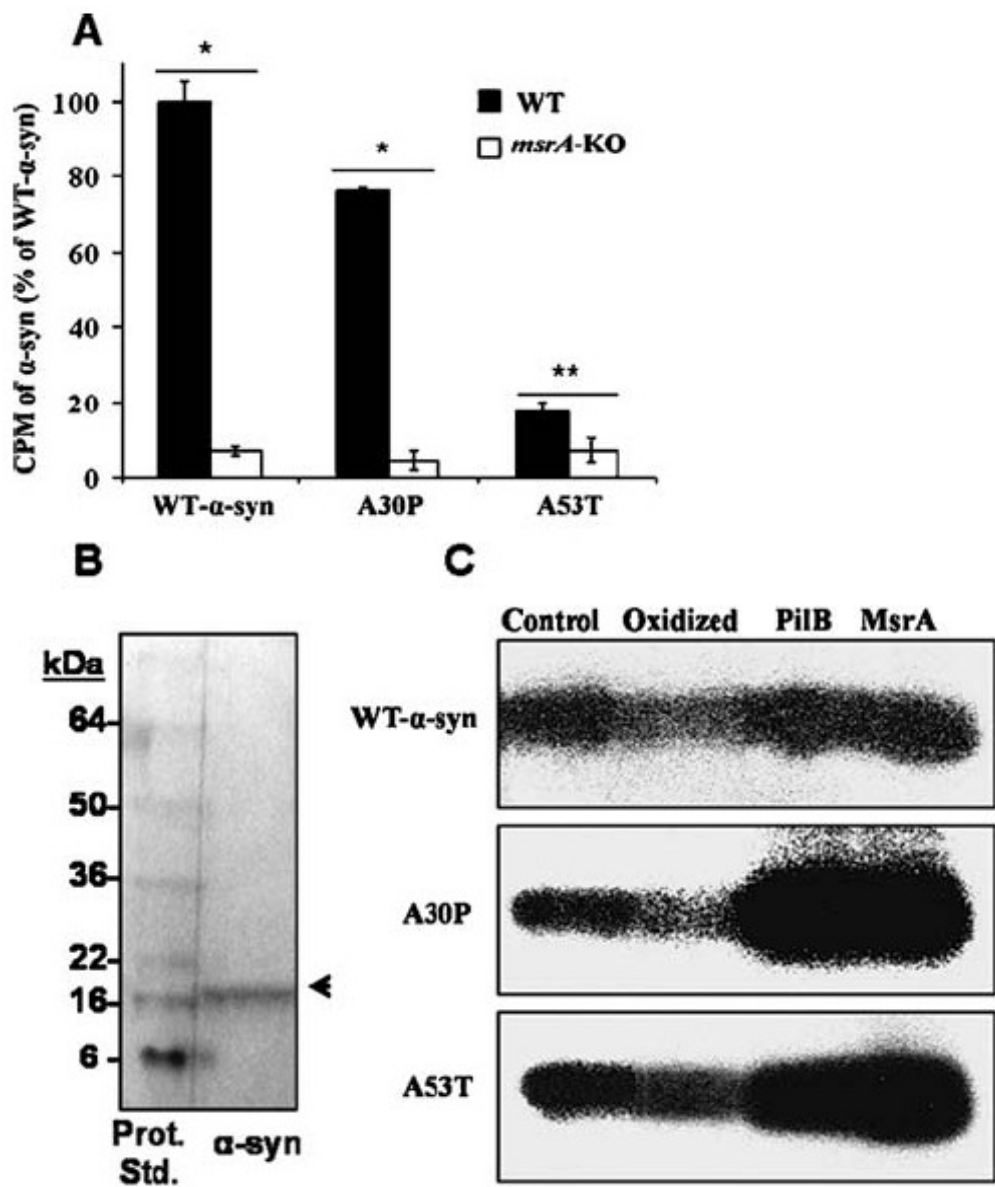 A
CPM of α-syn (% of WT-α-syn)
100
80
60
40
20
0
*
*
**
WT
msrA-KO
WT-α-syn
A30P
A53T
B
kDa
64
50
36
22
16
6
Prot.
Std.
α-syn
C
Control Oxidized PilB MsrA
WT-α-syn
A30P
A53T